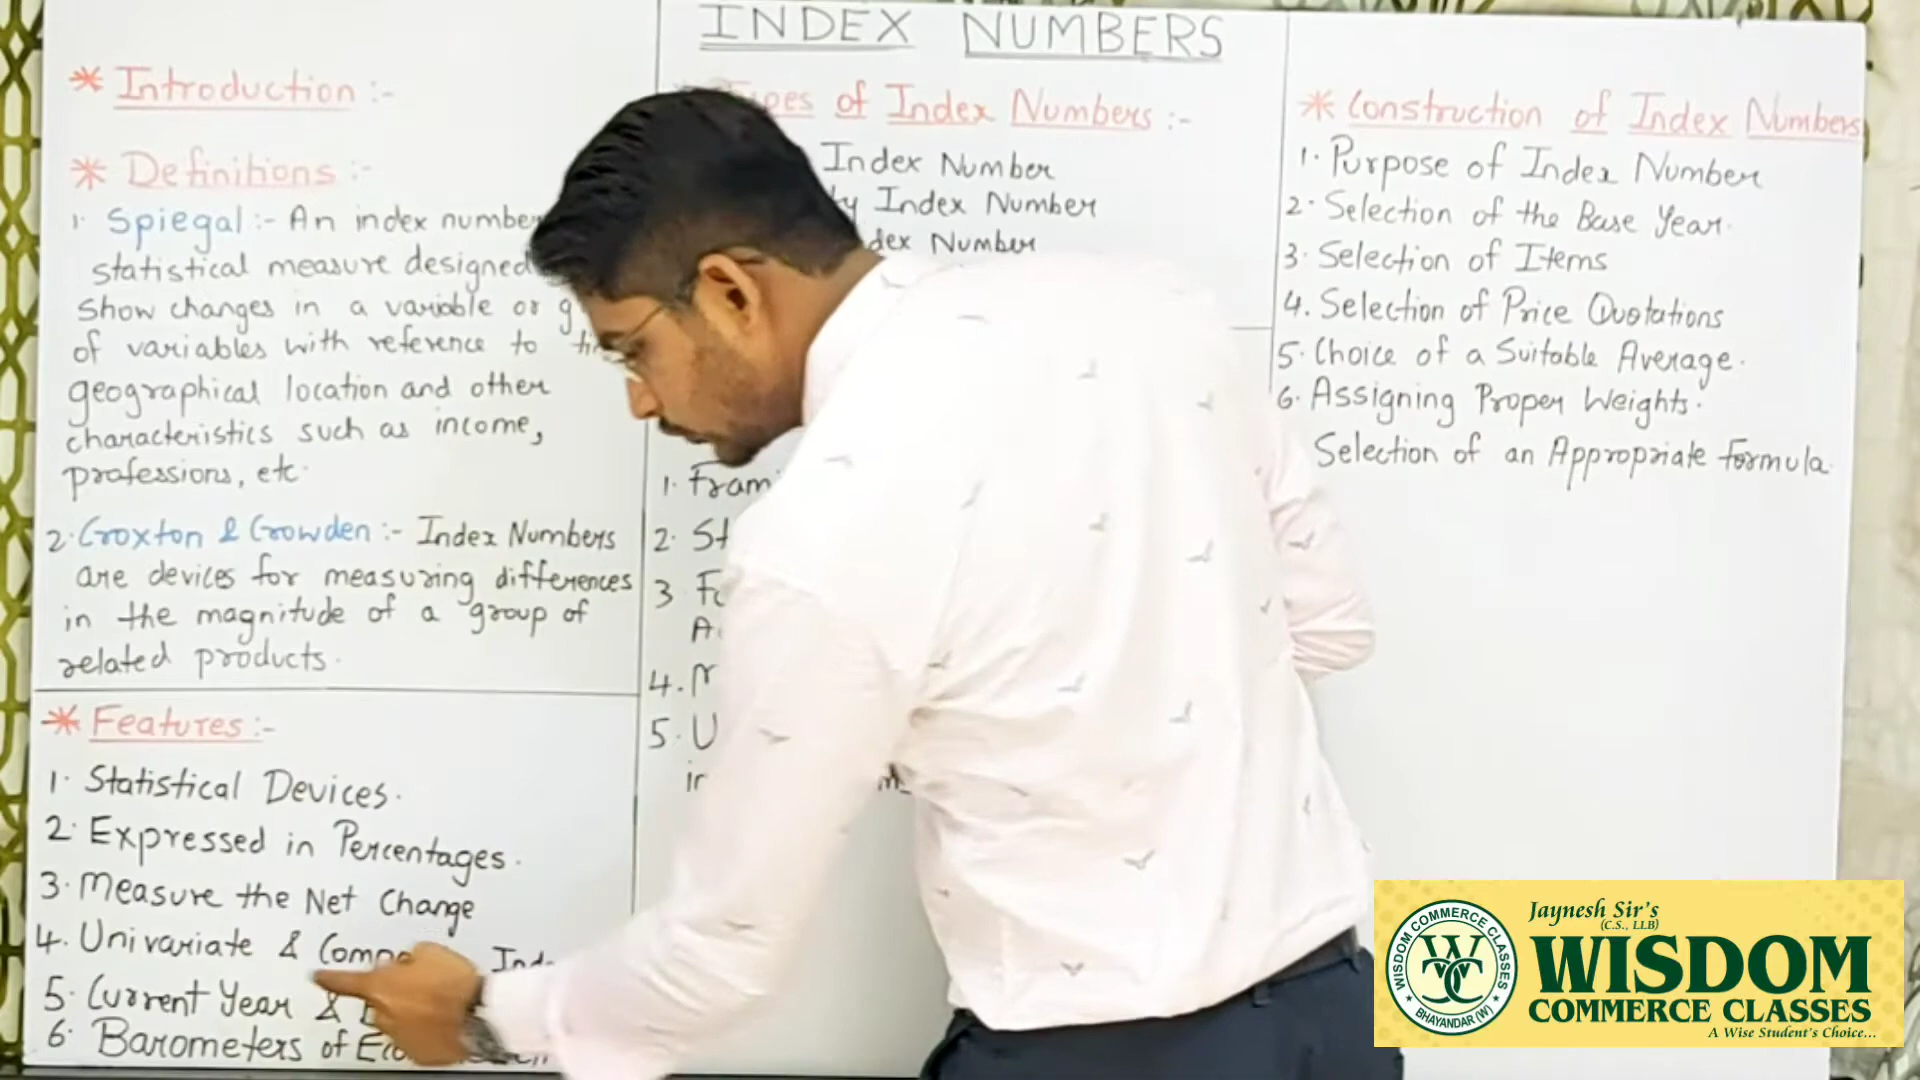 INDEX NUMBERS
* Introduction :-
* Definitions :-
1. Spiegal :- An index number
statistical measure designed
show changes in a variable or
of variables with reference to
geographical location and other
characteristics such as income,
professions, etc.
2. Croxton & Crowden :- Index Numbers
are devices for measuring differences
in the magnitude of a group of
related products.
* Features :-
1. Statistical Devices.
2. Expressed in Percentages.
3. Measure the Net Change
4. Univariate &
5. Current Year &
6. Barometers of
of Index Numbers :-
Index Number
Index Number
Number
1.
2.
3
4.
5.
* Construction of Index Numbers
1. Purpose of Index Number
2. Selection of the Base Year.
3. Selection of Items
4. Selection of Price Quotations
5. Choice of a Suitable Average.
6. Assigning Proper Weights.
Selection of an Appropriate Formula.
WISDOM COMMERCE CLASSES
BHAYANDAR (W)
WCC
Jaynesh Sir's
(C.S., LLB)
WISDOM
COMMERCE CLASSES
A Wise Student's Choice...